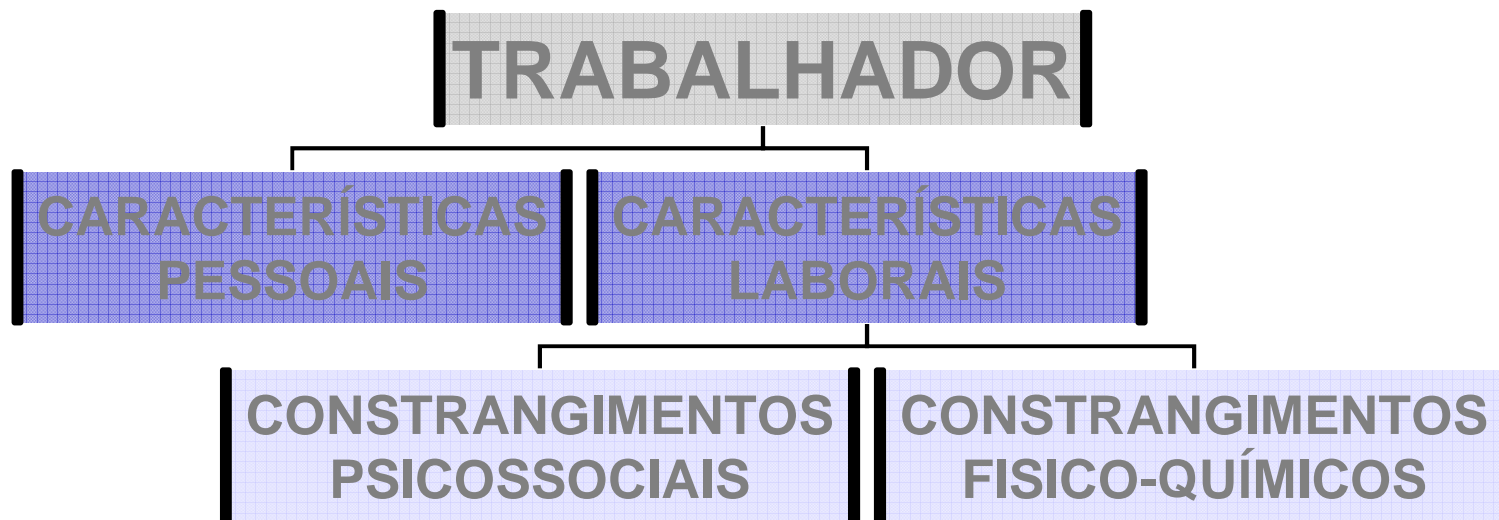 TRABALHADOR
CARACTERÍSTICAS
PESSOAIS
CARACTERÍSTICAS
LABORAIS
CONSTRANGIMENTOS
PSICOSSOCIAIS
CONSTRANGIMENTOS
FISICO-QUÍMICOS